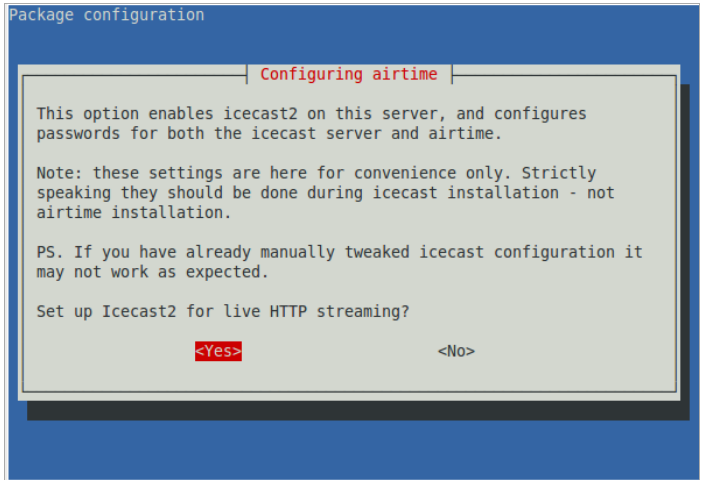 Package configuration
Configuring airtime
This option enables icecast2 on this server, and configures
passwords for both the icecast server and airtime.
Note: these settings are here for convenience only. Strictly
speaking they should be done during icecast installation - not
airtime installation.
PS. If you have already manually tweaked icecast configuration it
may not work as expected.
Set up Icecast2 for live HTTP streaming?
<Yes> <No>